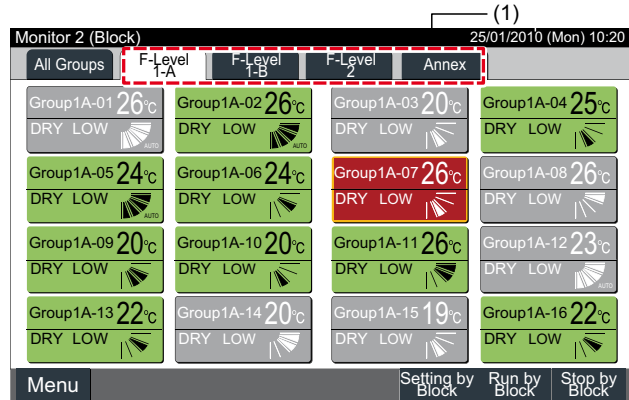 (1)
Monitor 2 (Block) 25/01/2010 (Mon) 10:20
All Groups F-Level 1-A F-Level 1-B F-Level 2 Annex
Group1A-01 26°C Group1A-02 26°C Group1A-03 20°C Group1A-04 25°C
DRY LOW AUTO DRY LOW AUTO DRY LOW DRY LOW
Group1A-05 24°C Group1A-06 24°C Group1A-07 26°C Group1A-08 26°C
DRY LOW AUTO DRY LOW DRY LOW DRY LOW
Group1A-09 20°C Group1A-10 20°C Group1A-11 26°C Group1A-12 23°C
DRY LOW DRY LOW DRY LOW DRY LOW AUTO
Group1A-13 22°C Group1A-14 20°C Group1A-15 19°C Group1A-16 22°C
DRY LOW DRY LOW DRY LOW DRY LOW
Menu Setting by Block Run by Block Stop by Block